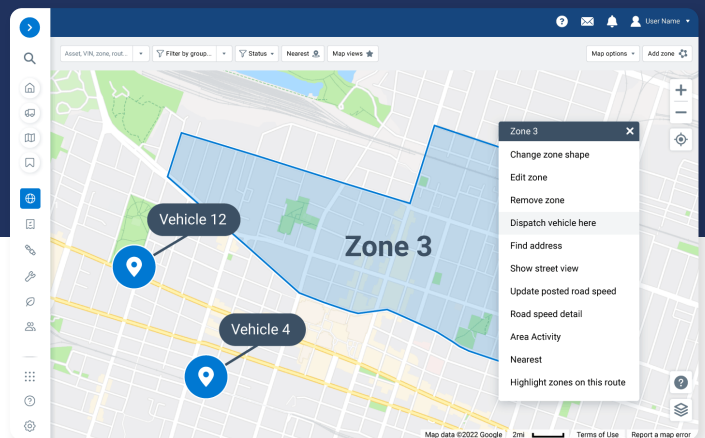 User Name
Asset, VIN, zone, rout...
Filter by group...
Status
Nearest
Map views
Map options
Add zone
Zone 3
Change zone shape
Edit zone
Remove zone
Dispatch vehicle here
Find address
Show street view
Update posted road speed
Road speed detail
Area Activity
Nearest
Highlight zones on this route
Vehicle 12
Zone 3
Vehicle 4
Map data ©2022 Google
2mi
Terms of Use
Report a map error